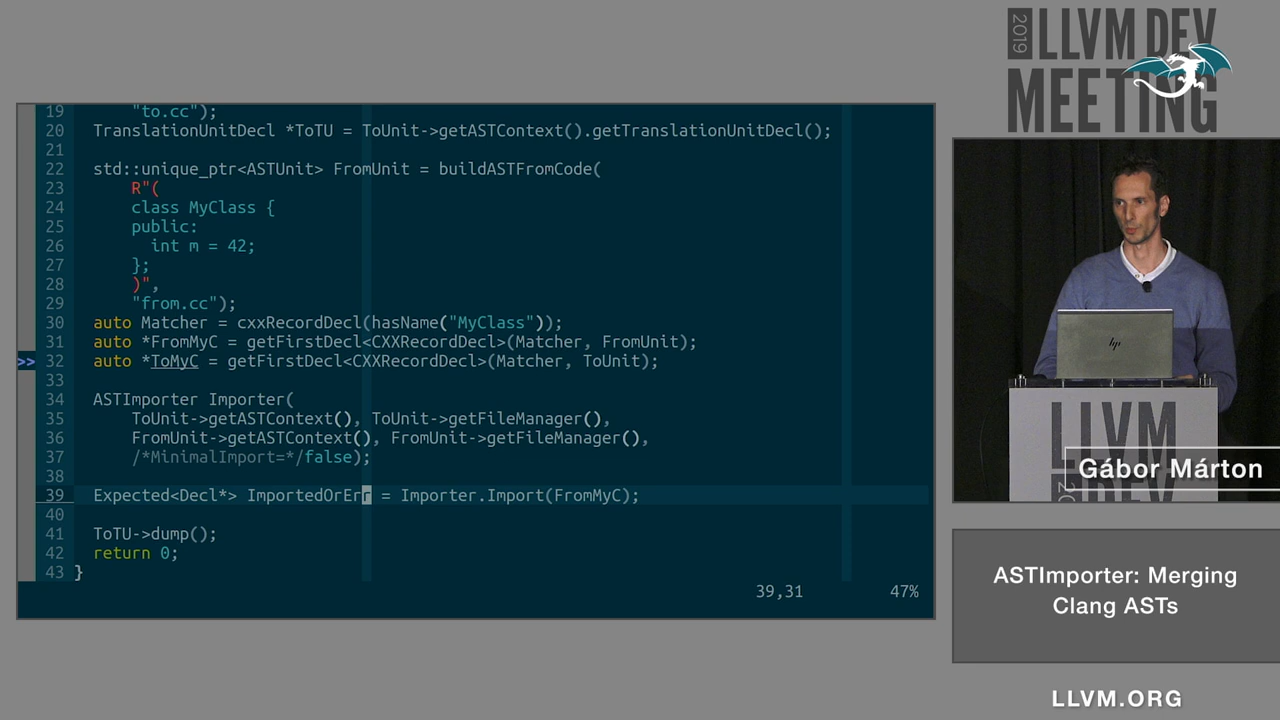 19 "to.cc");
20 TranslationUnitDecl *ToTU = ToUnit->getASTContext().getTranslationUnitDecl();
21
22 std::unique_ptr<ASTUnit> FromUnit = buildASTFromCode(
23 R"(
24 class MyClass {
25 public:
26 int m = 42;
27 };
28 )",
29 "from.cc");
30 auto Matcher = cxxRecordDecl(hasName("MyClass"));
31 auto *FromMyC = getFirstDecl<CXXRecordDecl>(Matcher, FromUnit);
>> 32 auto *ToMyC = getFirstDecl<CXXRecordDecl>(Matcher, ToUnit);
33
34 ASTImporter Importer(
35 ToUnit->getASTContext(), ToUnit->getFileManager(),
36 FromUnit->getASTContext(), FromUnit->getFileManager(),
37 /*MinimalImport=*/false);
38
39 Expected<Decl*> ImportedOrErr = Importer.Import(FromMyC);
40
41 ToTU->dump();
42 return 0;
43 }
39,31 47%
2019 LLVM DEV
MEETING
hp
LLVM
Gábor Márton
ASTImporter: Merging
Clang ASTs
LLVM.ORG